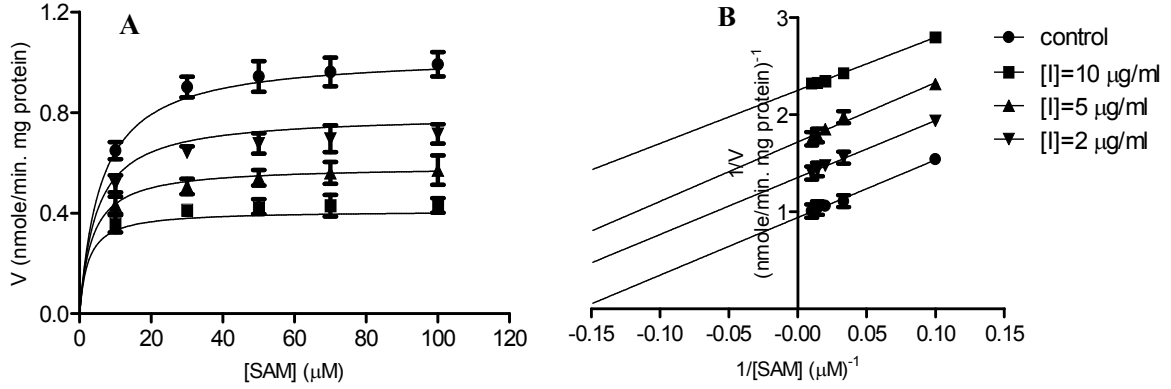 A
V (nmole/min. mg protein)
1.2
0.8
0.4
0.0
0 20 40 60 80 100 120
[SAM] (μM)
B
1/V
(nmole/min. mg protein)⁻¹
3
2
1
-0.15 -0.10 -0.05 -0.00 0.05 0.10 0.15
1/[SAM] (μM)⁻¹
control
[I]=10 μg/ml
[I]=5 μg/ml
[I]=2 μg/ml